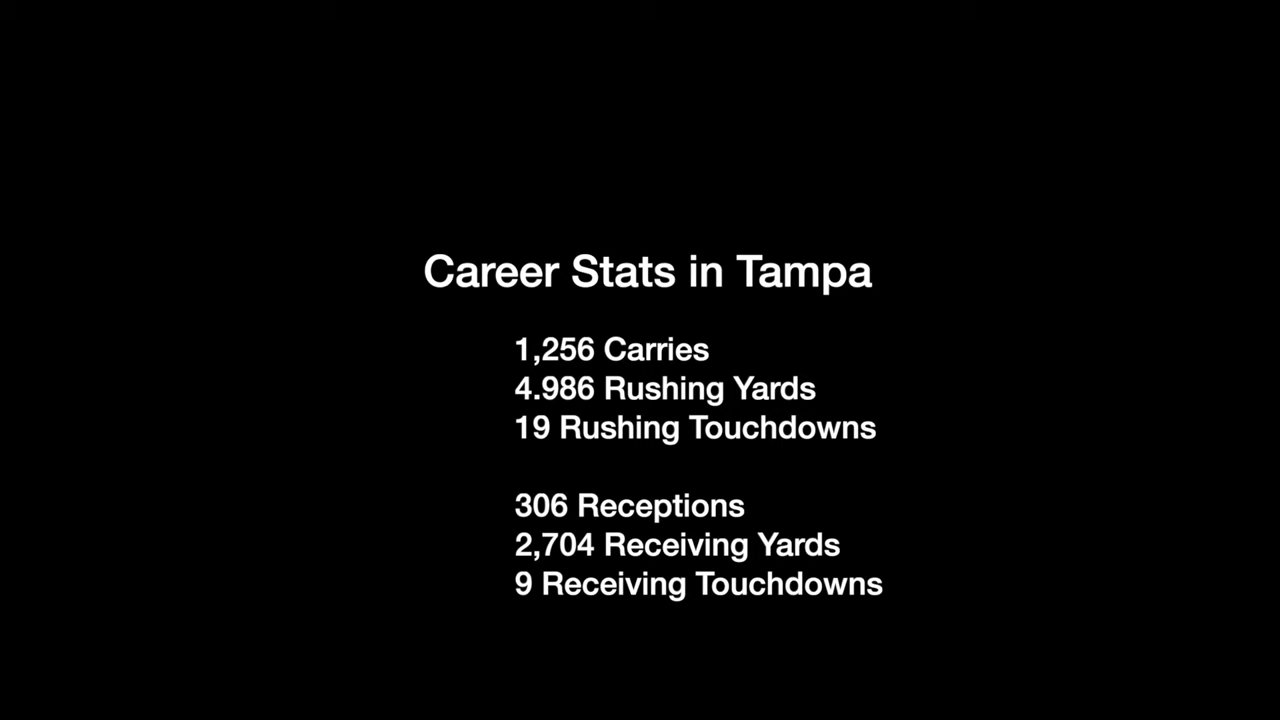 Career Stats in Tampa
1,256 Carries
4.986 Rushing Yards
19 Rushing Touchdowns
306 Receptions
2,704 Receiving Yards
9 Receiving Touchdowns